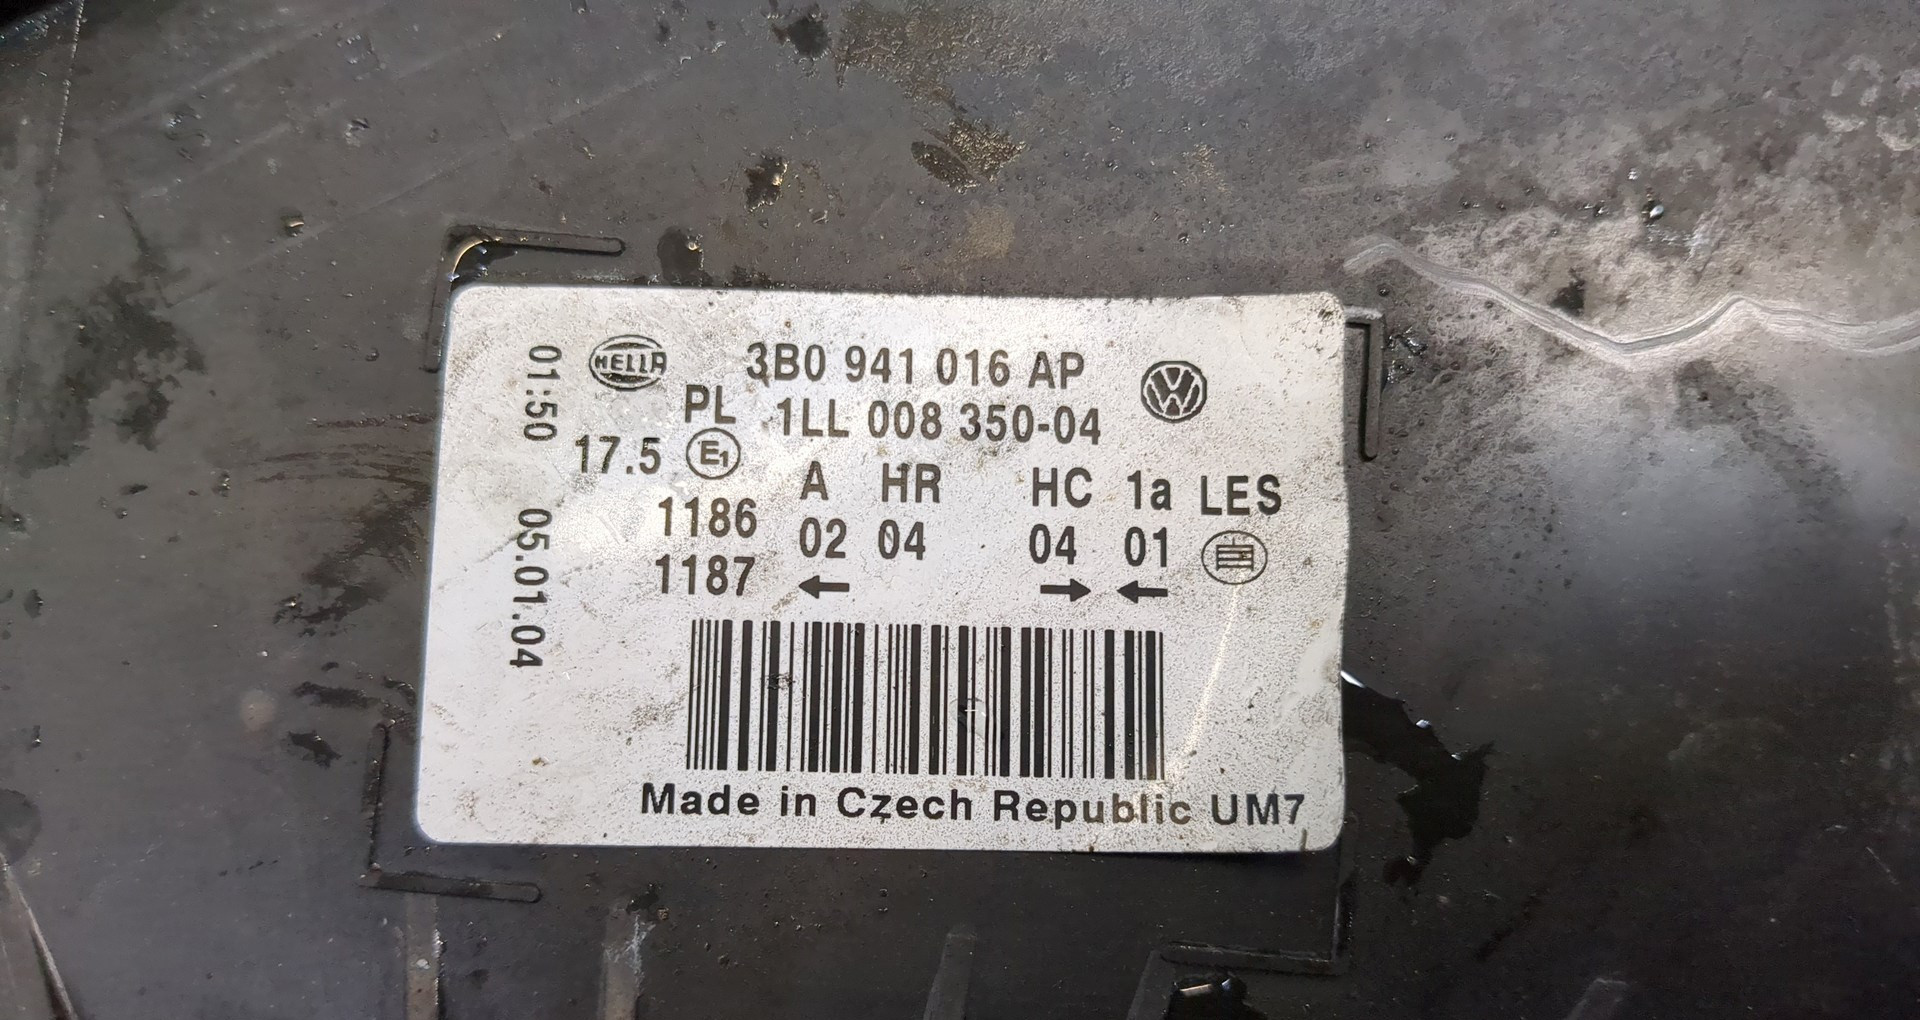 HELLA
3B0 941 016 AP
PL 1LL 008 350-04
17.5 E1
A HR HC 1a LES
1186 02 04 04 01
1187 ← → ←
Made in Czech Republic UM7
01:50 05.01.04